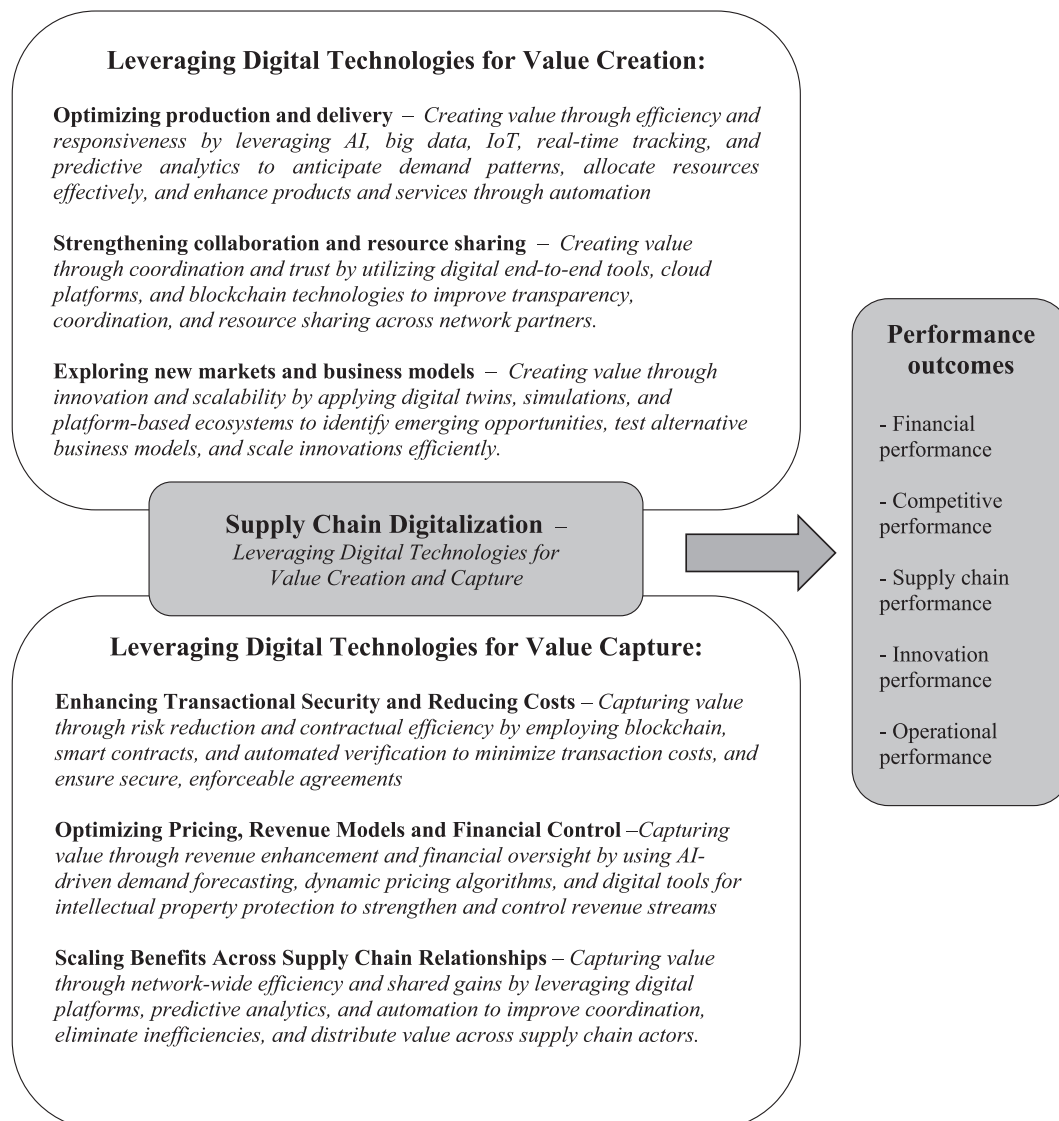 Leveraging Digital Technologies for Value Creation:
Optimizing production and delivery – Creating value through efficiency and
responsiveness by leveraging AI, big data, IoT, real-time tracking, and
predictive analytics to anticipate demand patterns, allocate resources
effectively, and enhance products and services through automation
Strengthening collaboration and resource sharing – Creating value
through coordination and trust by utilizing digital end-to-end tools, cloud
platforms, and blockchain technologies to improve transparency,
coordination, and resource sharing across network partners.
Exploring new markets and business models – Creating value through
innovation and scalability by applying digital twins, simulations, and
platform-based ecosystems to identify emerging opportunities, test alternative
business models, and scale innovations efficiently.
Supply Chain Digitalization –
Leveraging Digital Technologies for
Value Creation and Capture
Leveraging Digital Technologies for Value Capture:
Enhancing Transactional Security and Reducing Costs – Capturing value
through risk reduction and contractual efficiency by employing blockchain,
smart contracts, and automated verification to minimize transaction costs, and
ensure secure, enforceable agreements
Optimizing Pricing, Revenue Models and Financial Control –Capturing
value through revenue enhancement and financial oversight by using AI-
driven demand forecasting, dynamic pricing algorithms, and digital tools for
intellectual property protection to strengthen and control revenue streams
Scaling Benefits Across Supply Chain Relationships – Capturing value
through network-wide efficiency and shared gains by leveraging digital
platforms, predictive analytics, and automation to improve coordination,
eliminate inefficiencies, and distribute value across supply chain actors.
Performance
outcomes
- Financial
performance
- Competitive
performance
- Supply chain
performance
- Innovation
performance
- Operational
performance